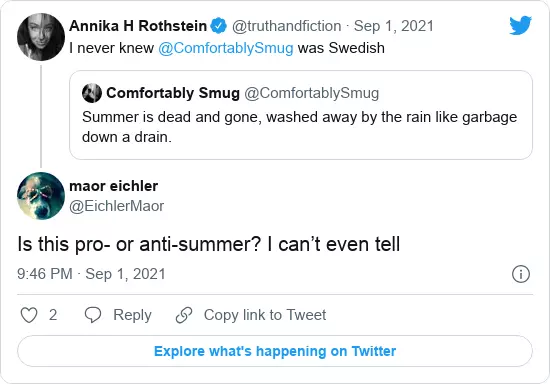 Annika H Rothstein @truthandfiction · Sep 1, 2021
I never knew @ComfortablySmug was Swedish
Comfortably Smug @ComfortablySmug
Summer is dead and gone, washed away by the rain like garbage
down a drain.
maor eichler
@EichlerMaor
Is this pro- or anti-summer? I can’t even tell
9:46 PM · Sep 1, 2021
2 Reply Copy link to Tweet
Explore what's happening on Twitter